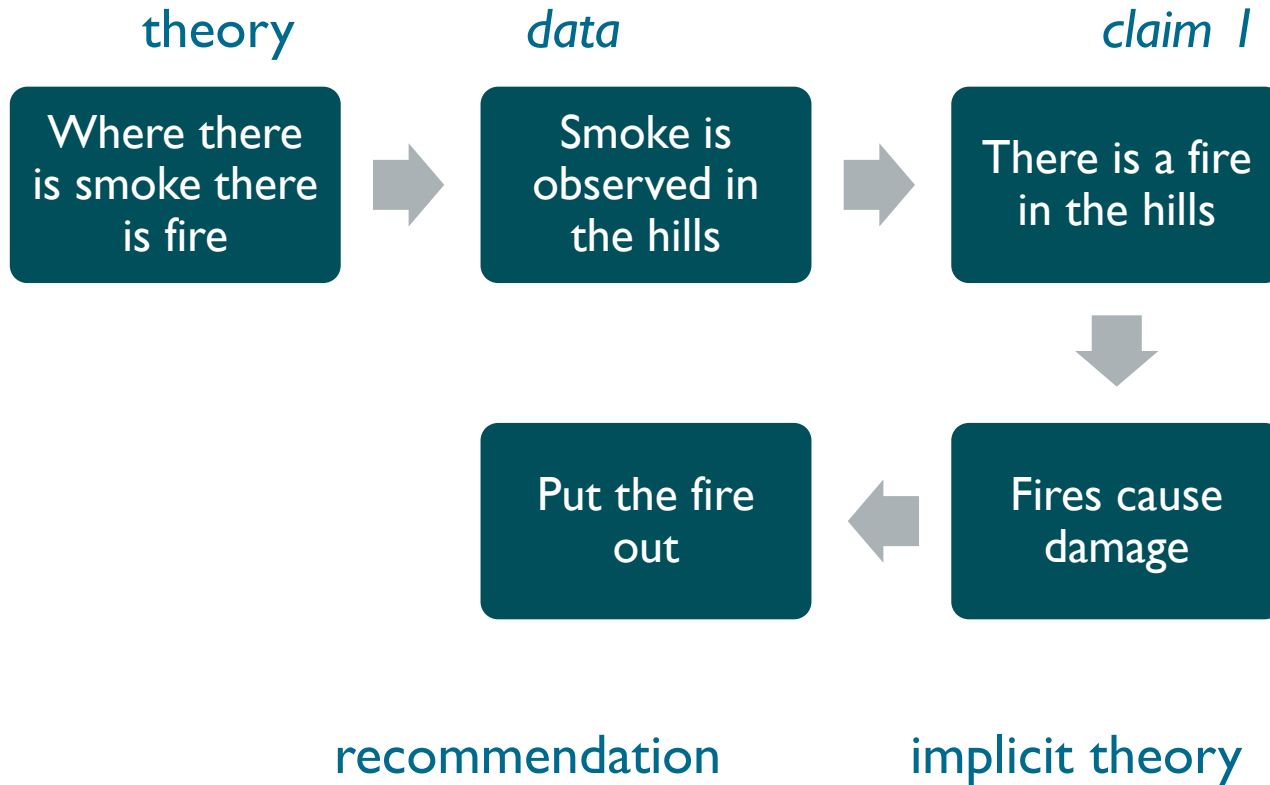 theory
data
claim 1
Where there
is smoke there
is fire
Smoke is
observed in
the hills
There is a fire
in the hills
Fires cause
damage
Put the fire
out
recommendation
implicit theory